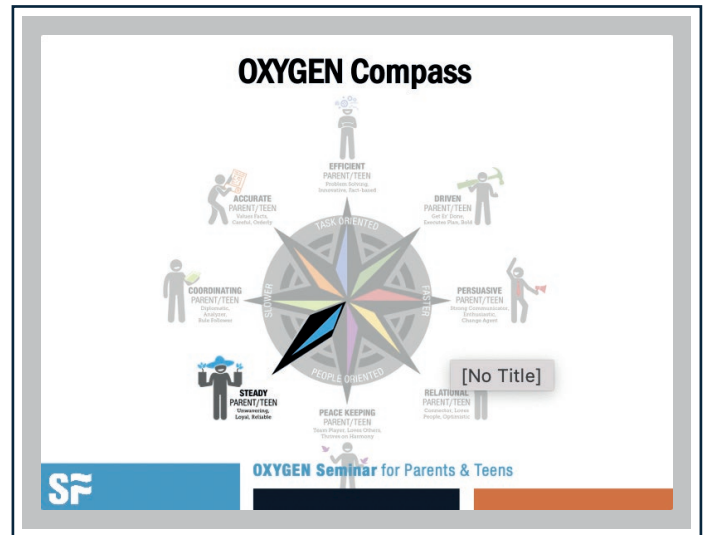 OXYGEN Compass
EFFICIENT
PARENT/TEEN
Problem Solving,
Innovative, Fact-based
ACCURATE
PARENT/TEEN
Values Facts,
Careful, Orderly
DRIVEN
PARENT/TEEN
Get Er' Done,
Executes Plan, Bold
TASK ORIENTED
COORDINATING
PARENT/TEEN
Diplomatic,
Analyzer,
Rule Follower
SLOWER
FASTER
PERSUASIVE
PARENT/TEEN
Strong Communicator,
Enthusiastic,
Change Agent
PEOPLE ORIENTED
[No Title]
STEADY
PARENT/TEEN
Unwavering,
Loyal, Reliable
RELATIONAL
PARENT/TEEN
Connector, Loves
People, Optimistic
PEACE KEEPING
PARENT/TEEN
Team Player, Loves Others,
Thrives on Harmony
OXYGEN Seminar for Parents & Teens
SF